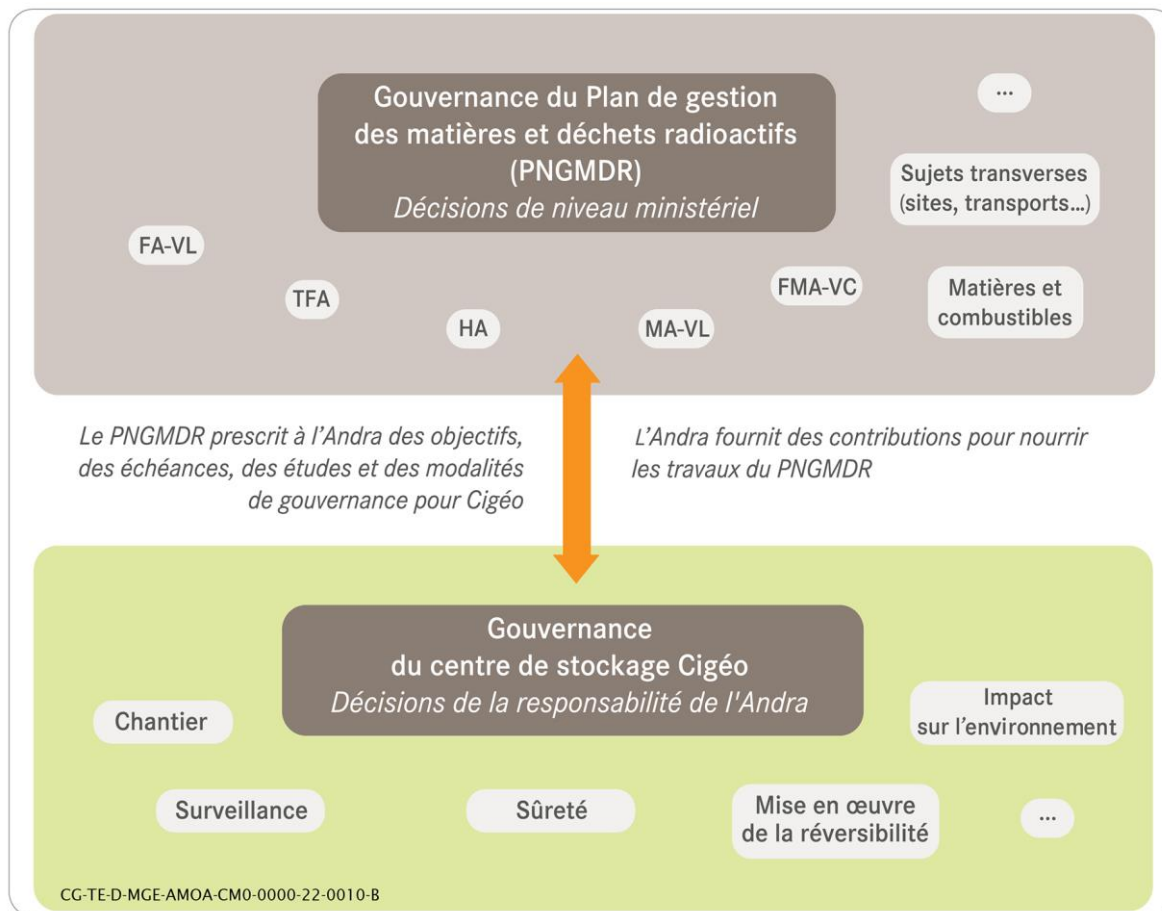 Gouvernance du Plan de gestion
des matières et déchets radioactifs
(PNGMDR)
Décisions de niveau ministériel
...
Sujets transverses
(sites, transports...)
FA-VL
TFA
HA
MA-VL
FMA-VC
Matières et
combustibles
Le PNGMDR prescrit à l'Andra des objectifs,
des échéances, des études et des modalités
de gouvernance pour Cigéo
L'Andra fournit des contributions pour nourrir
les travaux du PNGMDR
Gouvernance
du centre de stockage Cigéo
Décisions de la responsabilité de l'Andra
Chantier
Impact
sur l'environnement
Surveillance
Sûreté
Mise en œuvre
de la réversibilité
...
CG-TE-D-MGE-AMOA-CM0-0000-22-0010-B